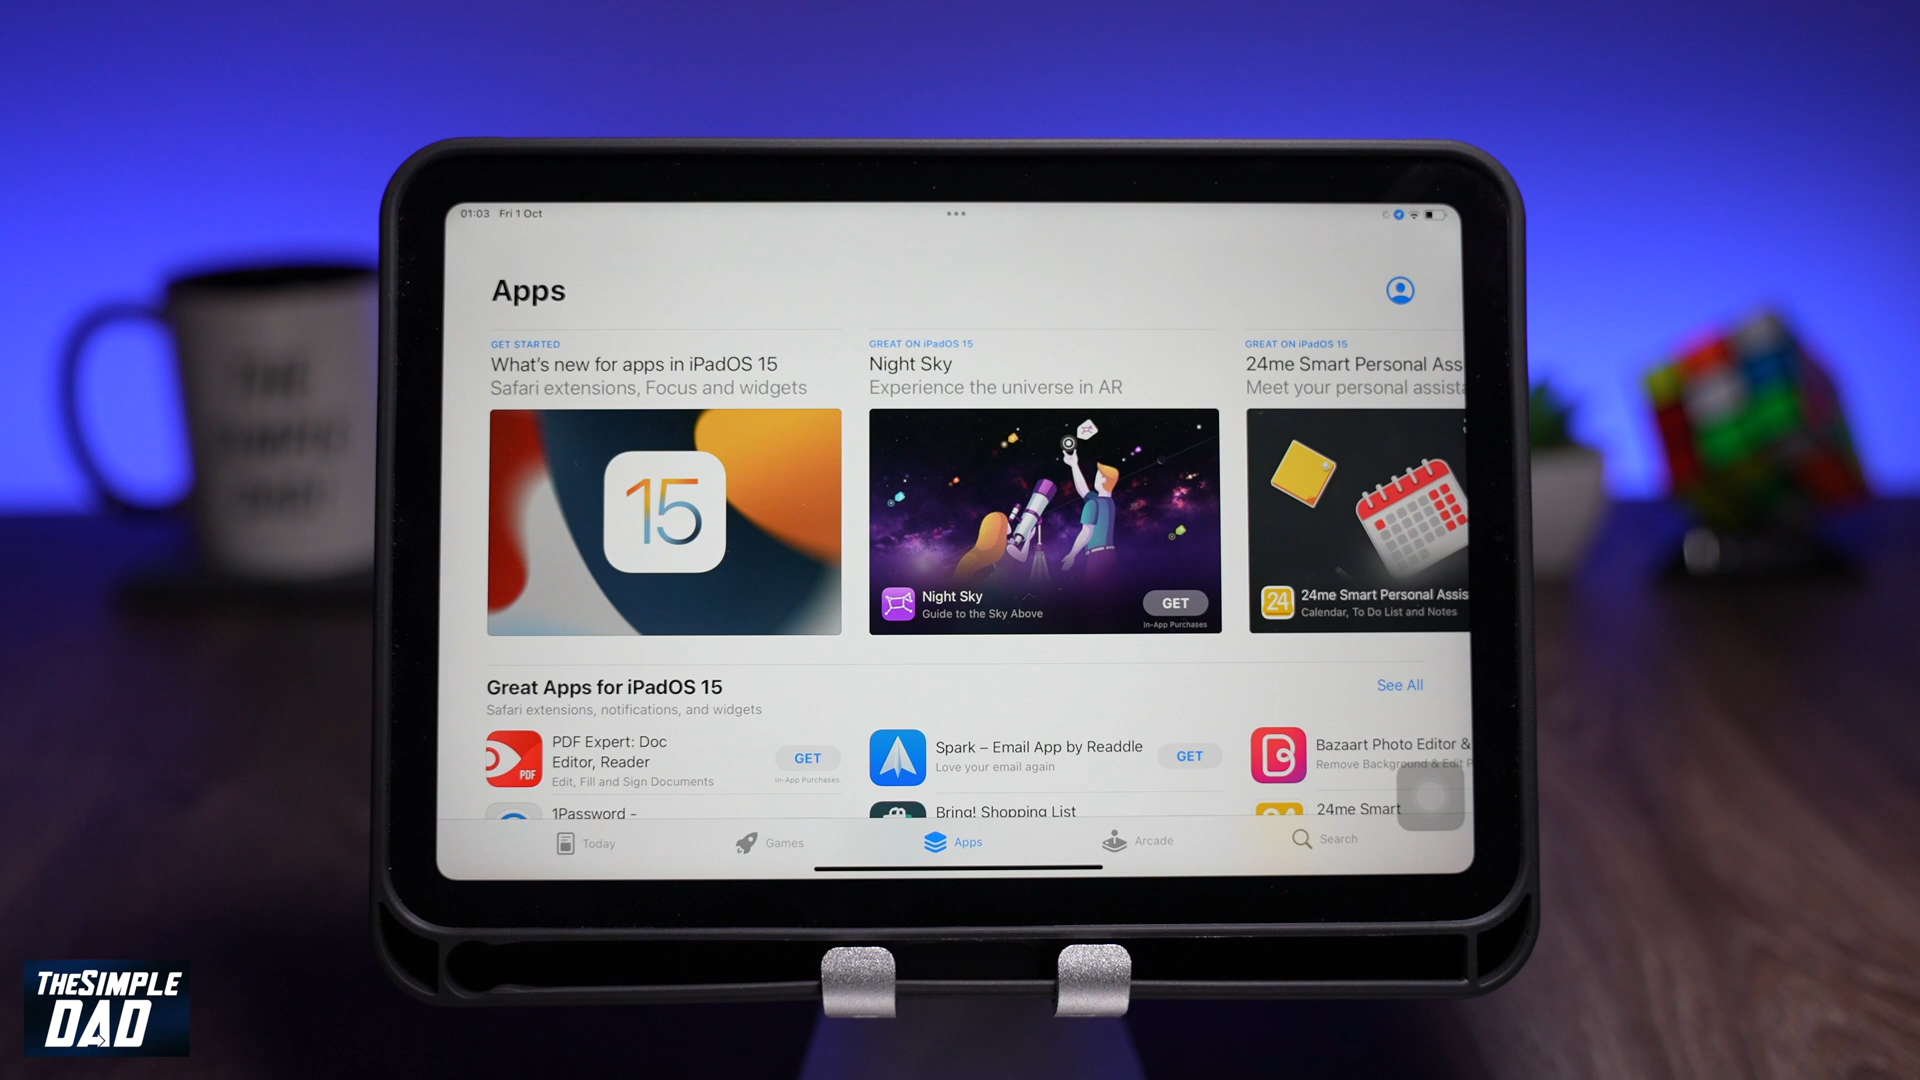 01:03 Fri 1 Oct
Apps
GET STARTED
What's new for apps in iPadOS 15
Safari extensions, Focus and widgets
15
GREAT ON iPadOS 15
Night Sky
Experience the universe in AR
Night Sky
Guide to the Sky Above
GET
In-App Purchases
GREAT ON iPadOS 15
24me Smart Personal Ass
Meet your personal assist
24
24me Smart Personal Assis
Calendar, To Do List and Notes
Great Apps for iPadOS 15
See All
Safari extensions, notifications, and widgets
PDF
PDF Expert: Doc
Editor, Reader
Edit, Fill and Sign Documents
GET
In-App Purchases
Spark – Email App by Readdle
Love your email again
GET
Bazaart Photo Editor &
Remove Background & Edit P
1Password -
Bring! Shopping List
24me Smart
Today
Games
Apps
Arcade
Search
THE SIMPLE
DAD